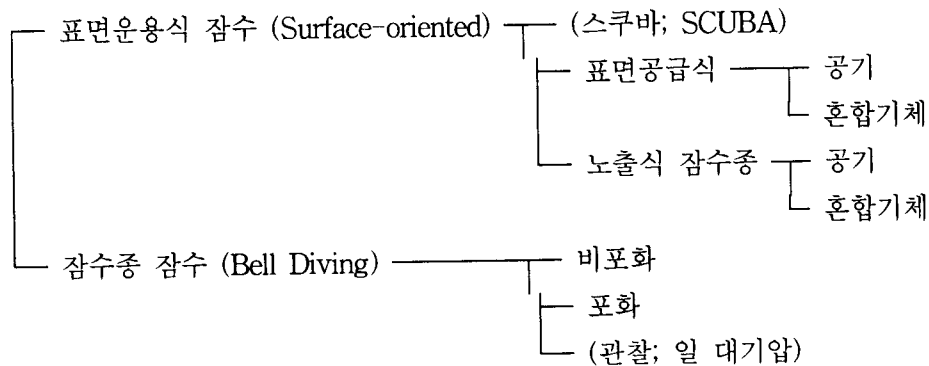 표면운용식 잠수 (Surface-oriented) (스쿠바; SCUBA)
표면공급식 공기
혼합기체
노출식 잠수종 공기
혼합기체
잠수종 잠수 (Bell Diving) 비포화
포화
(관찰; 일 대기압)